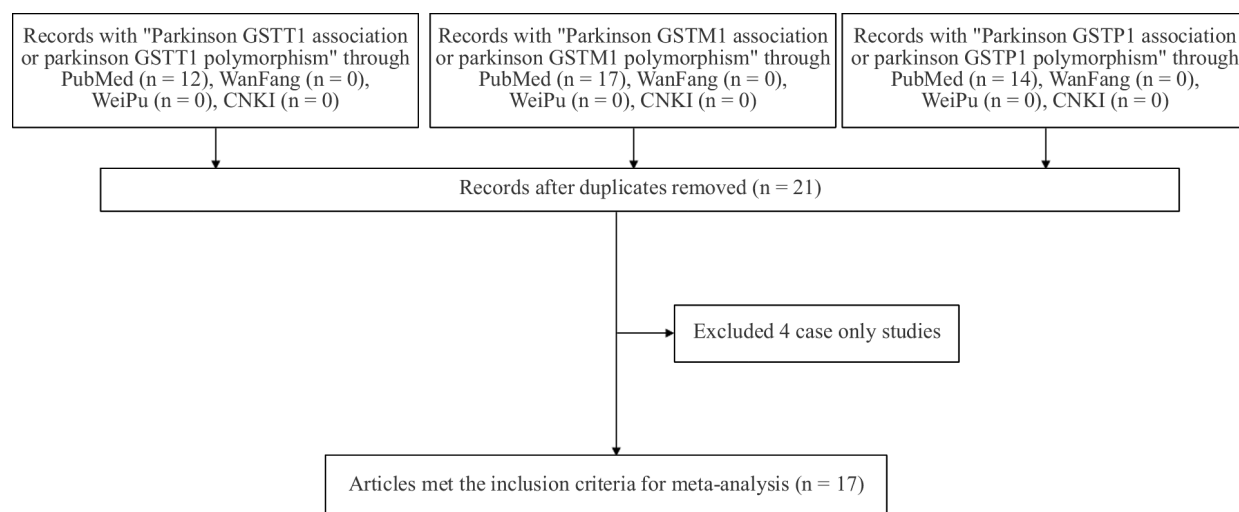 Records with "Parkinson GSTT1 association
or parkinson GSTT1 polymorphism" through
PubMed (n = 12), WanFang (n = 0),
WeiPu (n = 0), CNKI (n = 0)
Records with "Parkinson GSTM1 association
or parkinson GSTM1 polymorphism" through
PubMed (n = 17), WanFang (n = 0),
WeiPu (n = 0), CNKI (n = 0)
Records with "Parkinson GSTP1 association
or parkinson GSTP1 polymorphism" through
PubMed (n = 14), WanFang (n = 0),
WeiPu (n = 0), CNKI (n = 0)
Records after duplicates removed (n = 21)
Excluded 4 case only studies
Articles met the inclusion criteria for meta-analysis (n = 17)